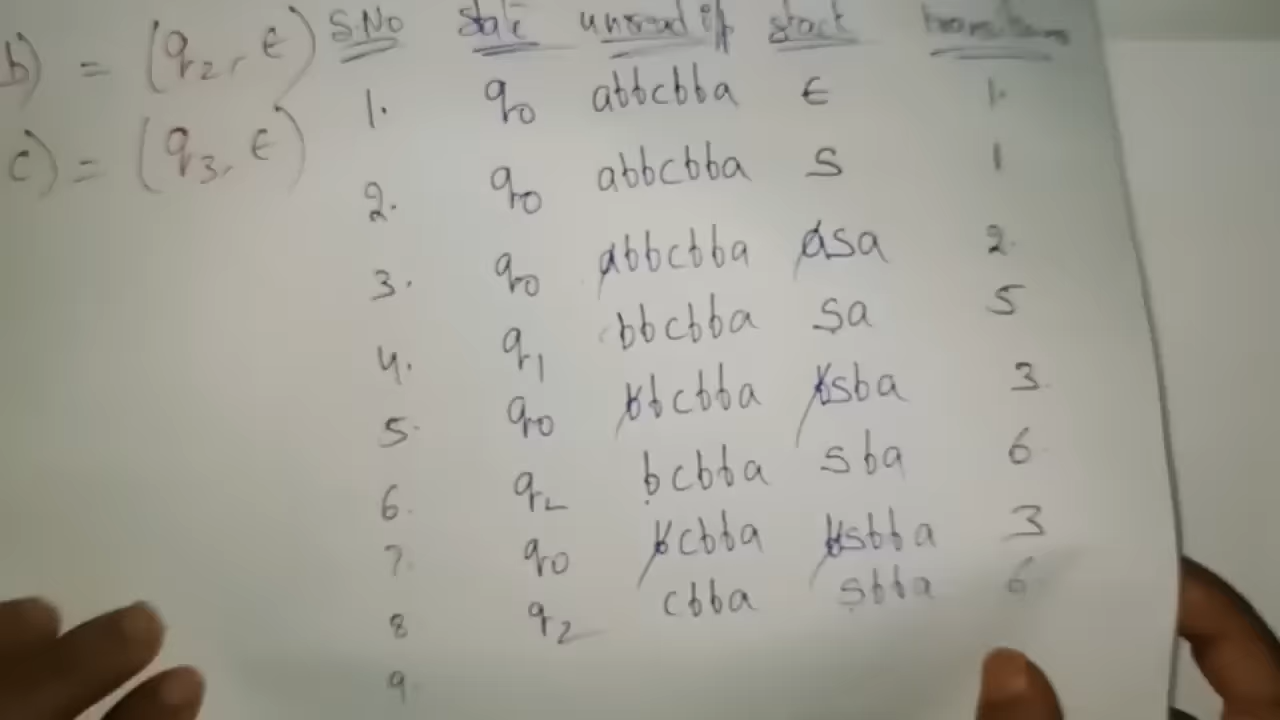 S.No state unread i/p stack transitions
b) = (q2, ε)
1. q0 abbcbba ε 1.
c) = (q3, ε)
2. q0 abbcbba S 1
3. q0 abbcbba asa 2.
4. q1 bbcbba sa 5
5. q0 bbcbba bsba 3.
6. q2 bcbba sba 6
7. q0 bcbba bsbba 3
8 q2 cbba sbba 6
9.